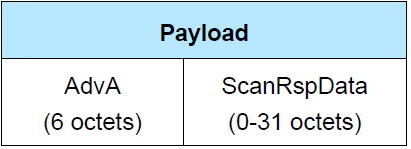 Payload
AdvA
(6 octets)
ScanRspData
(0-31 octets)